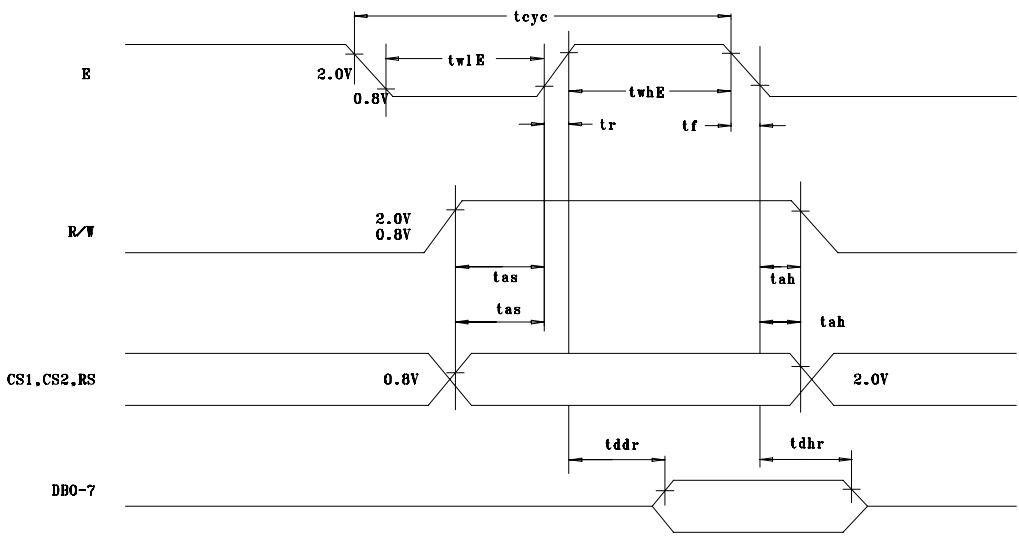 tcyc
E
2.0V
twlE
0.8V
twhE
tr
tf
R/W
2.0V
0.8V
tas
tah
tas
tah
CS1,CS2,RS
0.8V
2.0V
tddr
tdhr
DB0-7